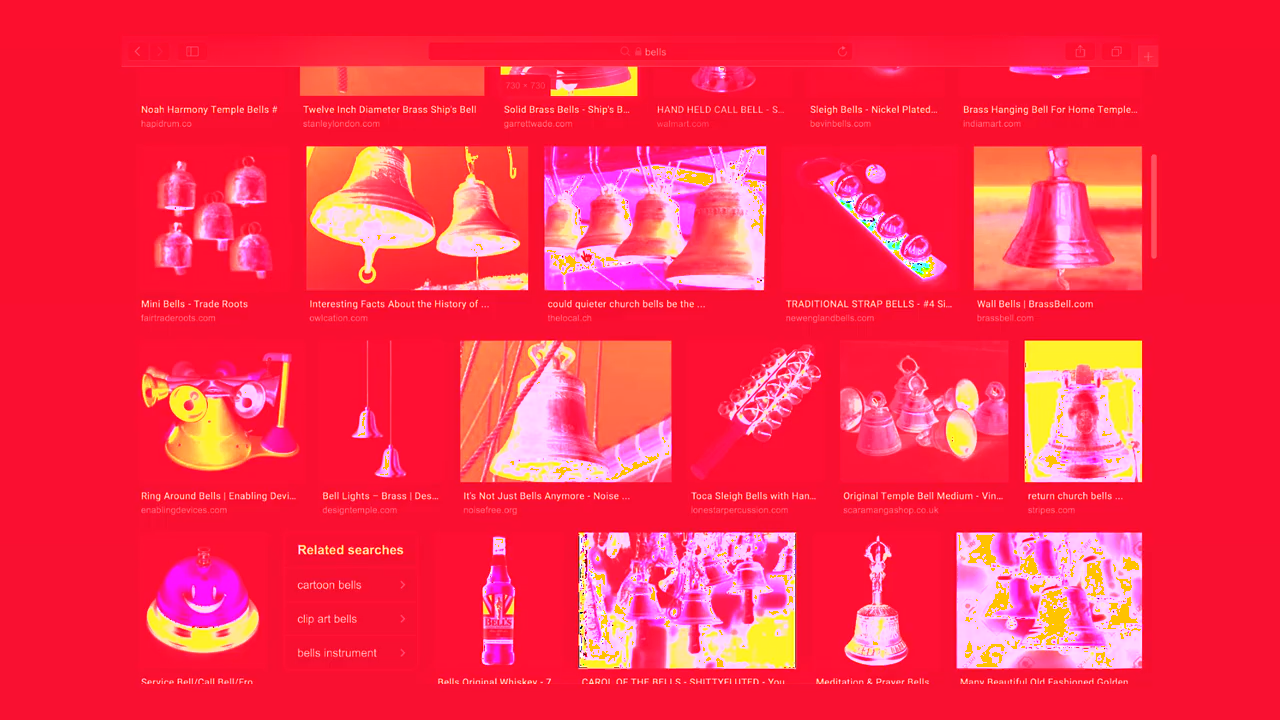 bells
730 × 730
Noah Harmony Temple Bells #
hapidrum.co
Twelve Inch Diameter Brass Ship's Bell
stanleylondon.com
Solid Brass Bells - Ship's B...
garrettwade.com
HAND HELD CALL BELL - S...
walmart.com
Sleigh Bells - Nickel Plated...
bevinbells.com
Brass Hanging Bell For Home Temple...
indiamart.com
Mini Bells - Trade Roots
fairtraderoots.com
Interesting Facts About the History of ...
owlcation.com
could quieter church bells be the ...
thelocal.ch
TRADITIONAL STRAP BELLS - #4 Si...
newenglandbells.com
Wall Bells | BrassBell.com
brassbell.com
Ring Around Bells | Enabling Devi...
enablingdevices.com
Bell Lights – Brass | Des...
designtemple.com
It's Not Just Bells Anymore - Noise ...
noisefree.org
Toca Sleigh Bells with Han...
lonestarpercussion.com
Original Temple Bell Medium - Vin...
scaramangashop.co.uk
return church bells ...
stripes.com
Related searches
cartoon bells
clip art bells
bells instrument
BELL'S
Service Bell/Call Bell/Fro...
Bells Original Whiskey - 7...
CAROL OF THE BELLS - SHITTYFLUTED - You...
Meditation & Prayer Bells
Many Beautiful Old Fashioned Golden...